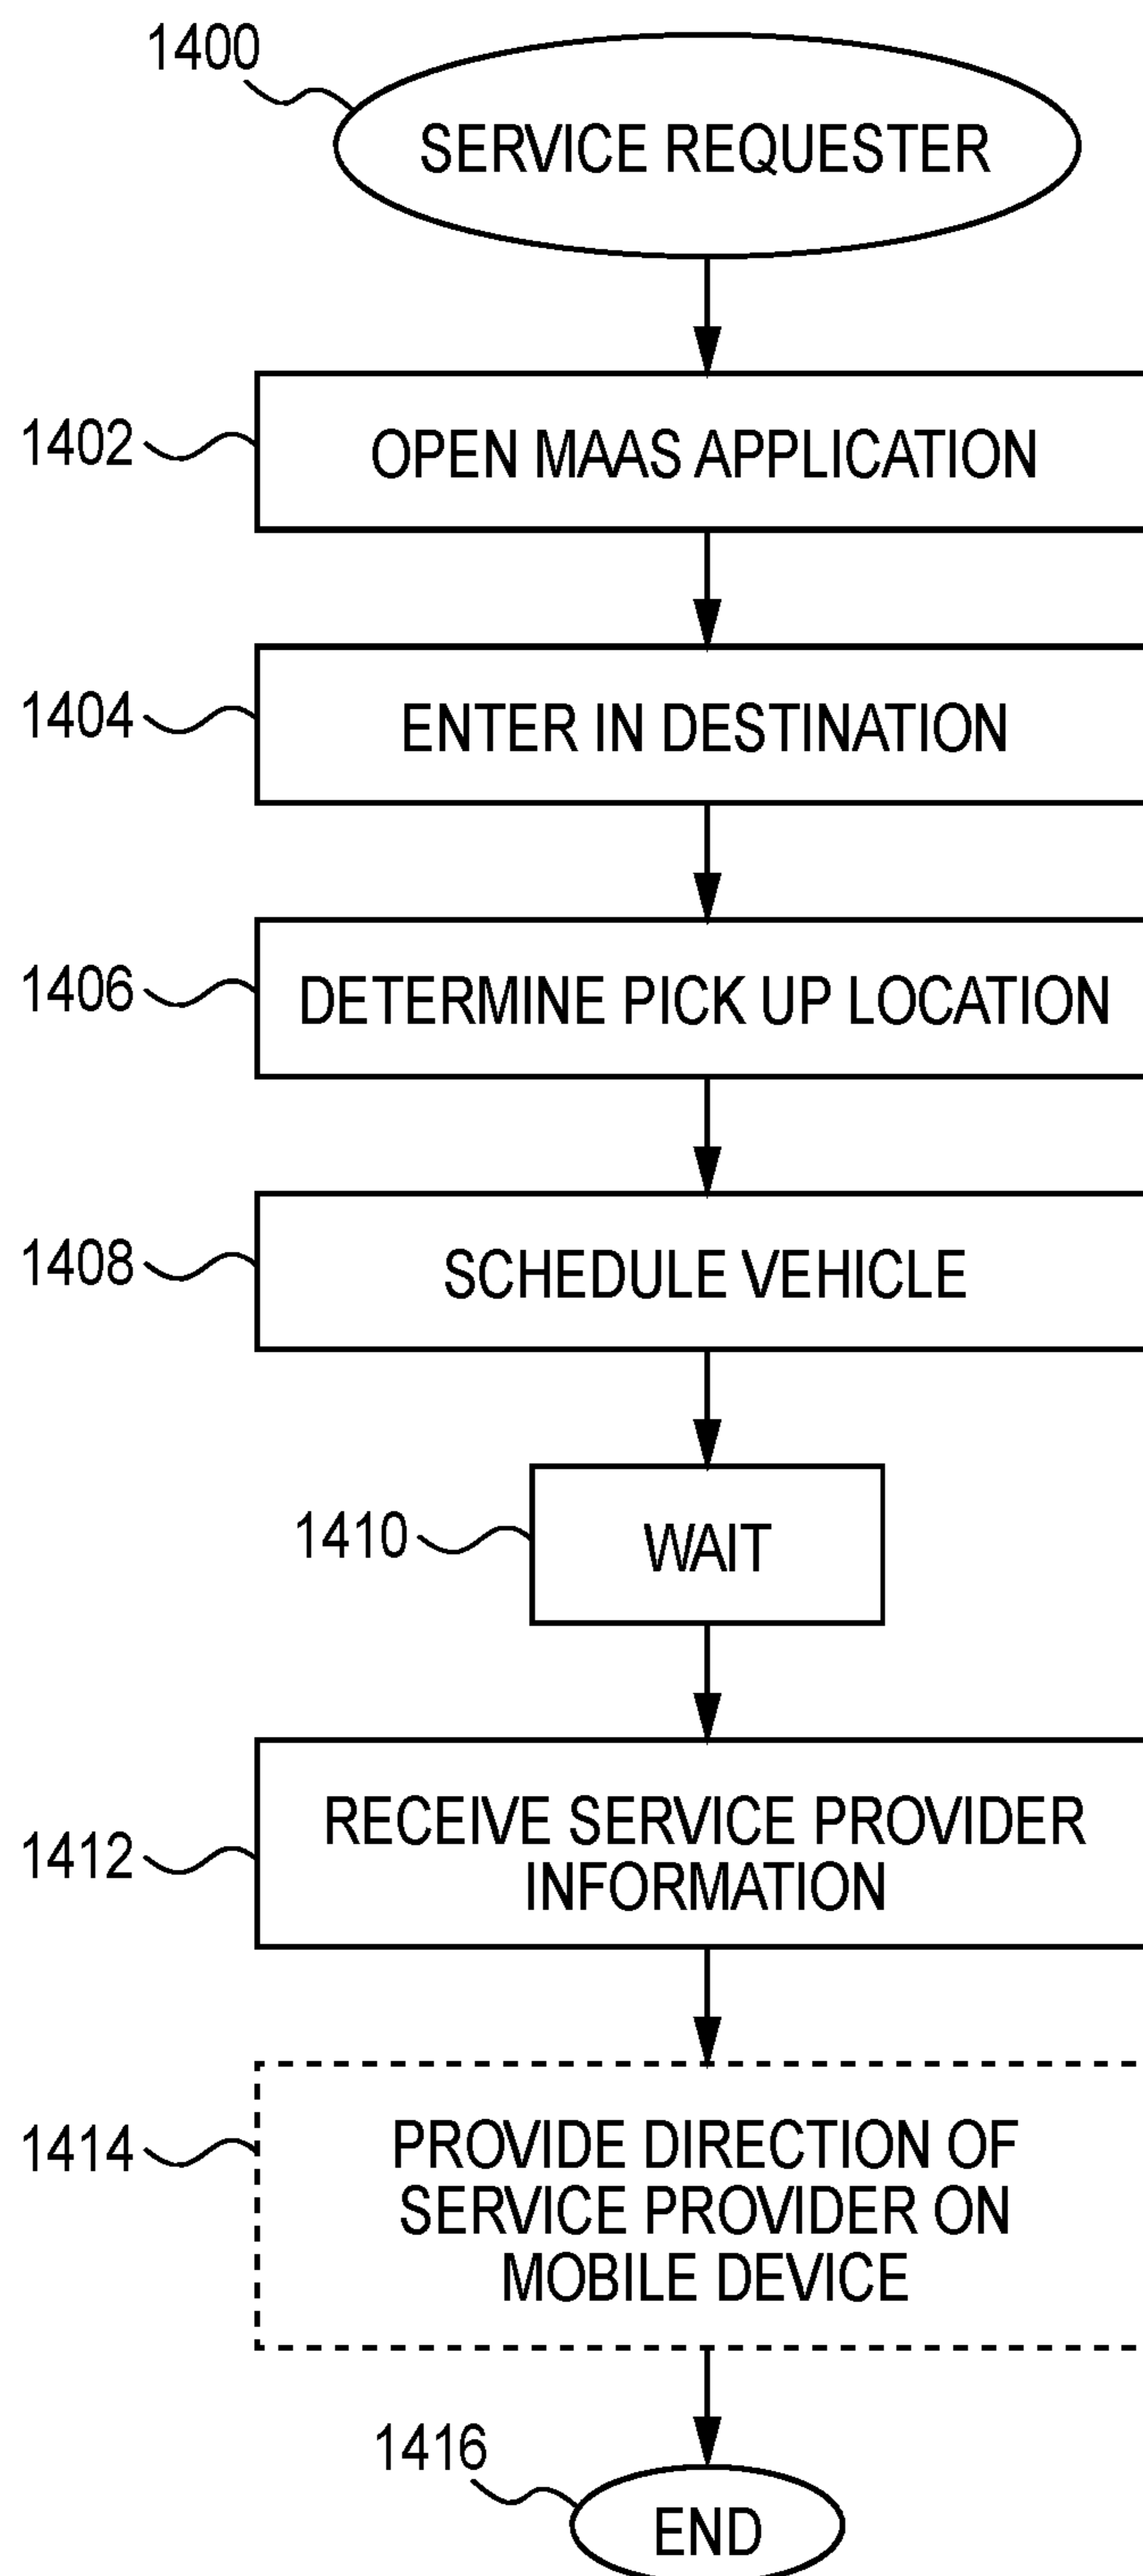 1400
SERVICE REQUESTER
1402
OPEN MAAS APPLICATION
1404
ENTER IN DESTINATION
1406
DETERMINE PICK UP LOCATION
1408
SCHEDULE VEHICLE
1410
WAIT
1412
RECEIVE SERVICE PROVIDER
INFORMATION
1414
PROVIDE DIRECTION OF
SERVICE PROVIDER ON
MOBILE DEVICE
1416
END